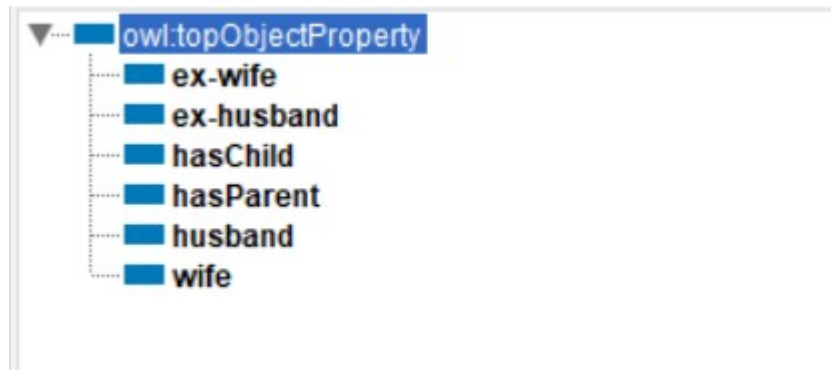 owl:topObjectProperty
ex-wife
ex-husband
hasChild
hasParent
husband
wife